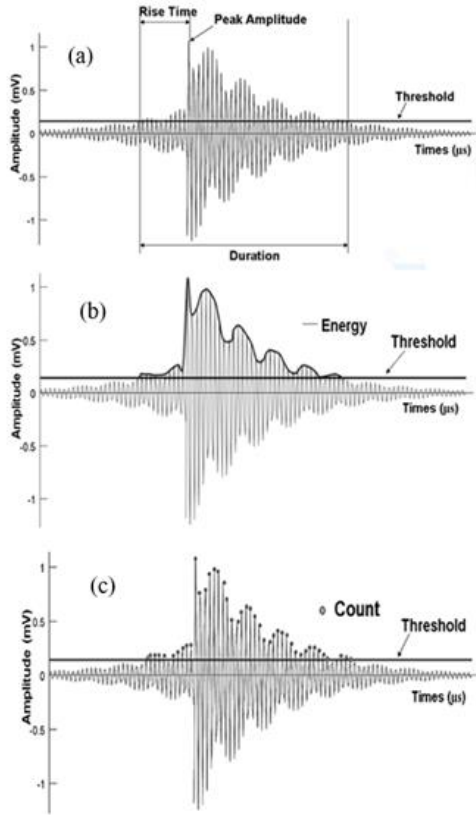 Rise Time
Peak Amplitude
(a)
Amplitude (mV)
1
0.5
0
-0.5
-1
Threshold
Times (µs)
Duration
(b)
Amplitude (mV)
1
0.5
0
-0.5
-1
Energy
Threshold
Times (µs)
(c)
Amplitude (mV)
1
0.5
0
0.5
-1
Count
Threshold
Times (µs)